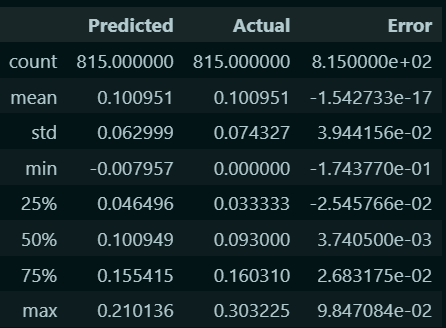 Predicted Actual Error
count 815.000000 815.000000 8.150000e+02
mean 0.100951 0.100951 -1.542733e-17
std 0.062999 0.074327 3.944156e-02
min -0.007957 0.000000 -1.743770e-01
25% 0.046496 0.033333 -2.545766e-02
50% 0.100949 0.093000 3.740500e-03
75% 0.155415 0.160310 2.683175e-02
max 0.210136 0.303225 9.847084e-02